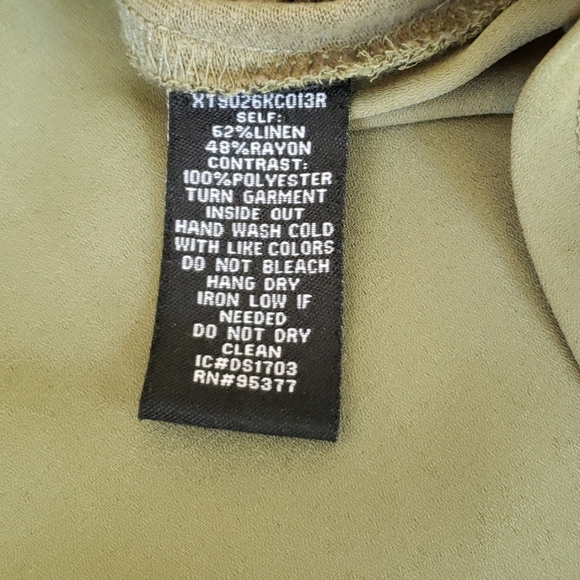 XT9026KC013R
SELF:
52%LINEN
48%RAYON
CONTRAST:
100%POLYESTER
TURN GARMENT
INSIDE OUT
HAND WASH COLD
WITH LIKE COLORS
DO NOT BLEACH
HANG DRY
IRON LOW IF
NEEDED
DO NOT DRY
CLEAN
IC#DS1703
RN#95377